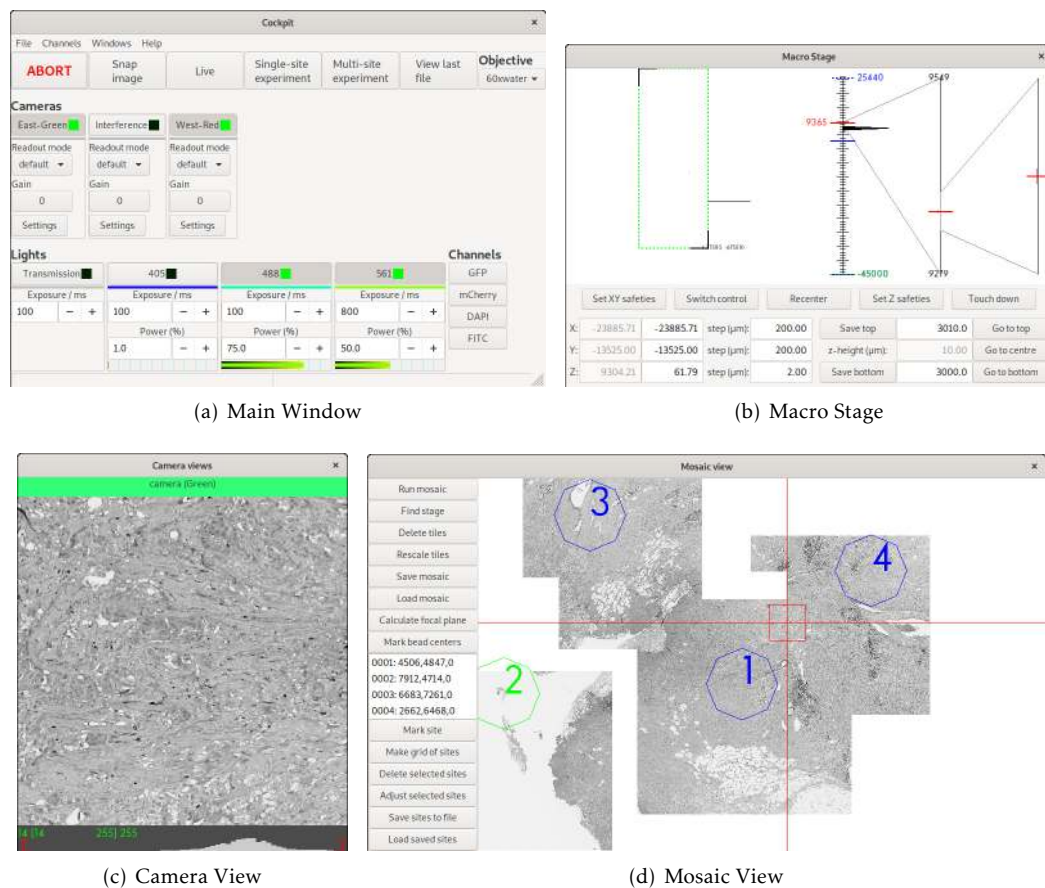 Cockpit ×
File Channels Windows Help
ABORT Snap image Live Single-site experiment Multi-site experiment View last file Objective 60xwater
Cameras
East-Green Interference West-Red
Readout mode Readout mode Readout mode
default default default
Gain Gain Gain
0 0 0
Settings Settings Settings
Lights Channels
Transmission 405 488 561 GFP
Exposure / ms Exposure / ms Exposure / ms Exposure / ms mCherry
100 - + 100 - + 100 - + 800 - + DAPI
Power (%) Power (%) Power (%) FITC
1.0 - + 75.0 - + 50.0 - +
(a) Main Window
Macro Stage ×
25440 9549
9365
-45000 9219
Set XY safeties Switch control Recenter Set Z safeties Touch down
X: -23885.71 -23885.71 step (µm): 200.00 Save top 3010.0 Go to top
Y: -13525.00 -13525.00 step (µm): 200.00 z-height (µm): 10.00 Go to centre
Z: 9304.21 61.79 step (µm): 2.00 Save bottom 3000.0 Go to bottom
(b) Macro Stage
Camera views ×
camera (Green)
14 [14 255] 255
(c) Camera View
Mosaic view ×
Run mosaic
Find stage
Delete tiles
Rescale tiles
Save mosaic
Load mosaic
Calculate focal plane
Mark bead centers
0001: 4506,4847,0
0002: 7912,4714,0
0003: 6683,7261,0
0004: 2662,6468,0
Mark site
Make grid of sites
Delete selected sites
Adjust selected sites
Save sites to file
Load saved sites
3
4
1
2
(d) Mosaic View